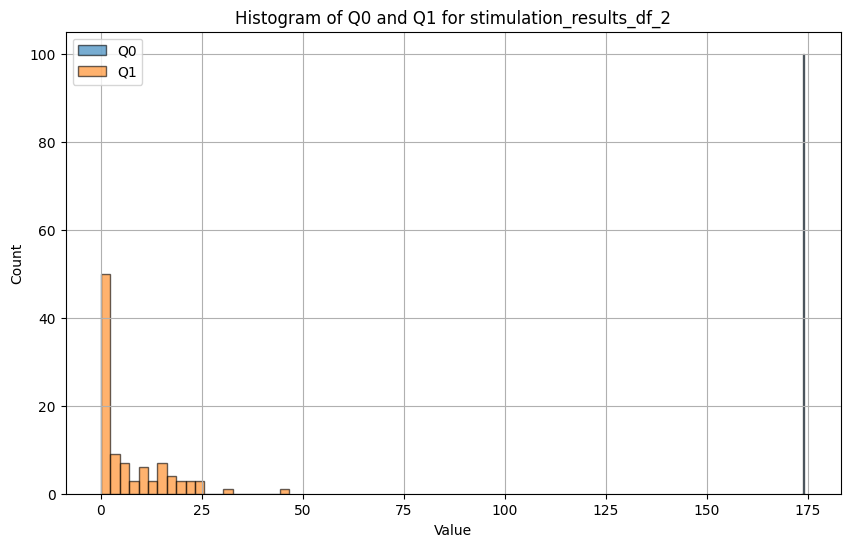 Histogram of Q0 and Q1 for stimulation_results_df_2
Q0
Q1
100
80
60
40
20
0
Count
0 25 50 75 100 125 150 175
Value